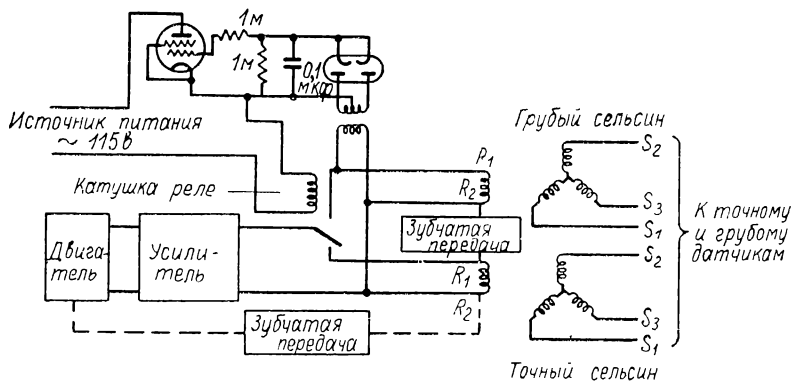 1м
1м
0,1
мкф
Источник питания
~ 115в
Катушка реле
Двига-
тель
Усили-
тель
Зубчатая
передача
P1
R2
Зубчатая
передача
R1
R2
Грубый сельсин
S2
S3
S1
S2
S3
S1
Точный сельсин
К точному
и грубому
датчикам